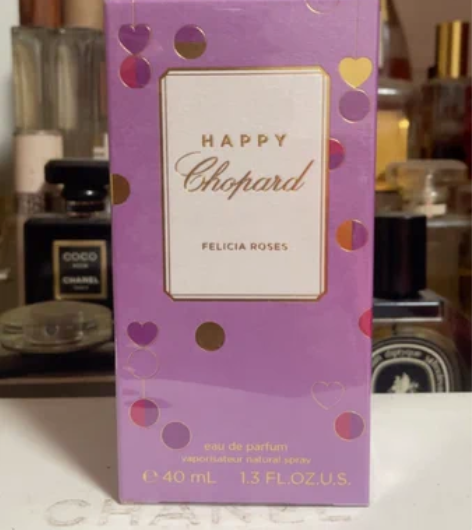 HAPPY
Chopard
FELICIA ROSES
COCO
NOIR
CHANEL
eau de parfum
vaporisateur natural spray
℮ 40 mL 1.3 FL.OZ.U.S.
CHANEL